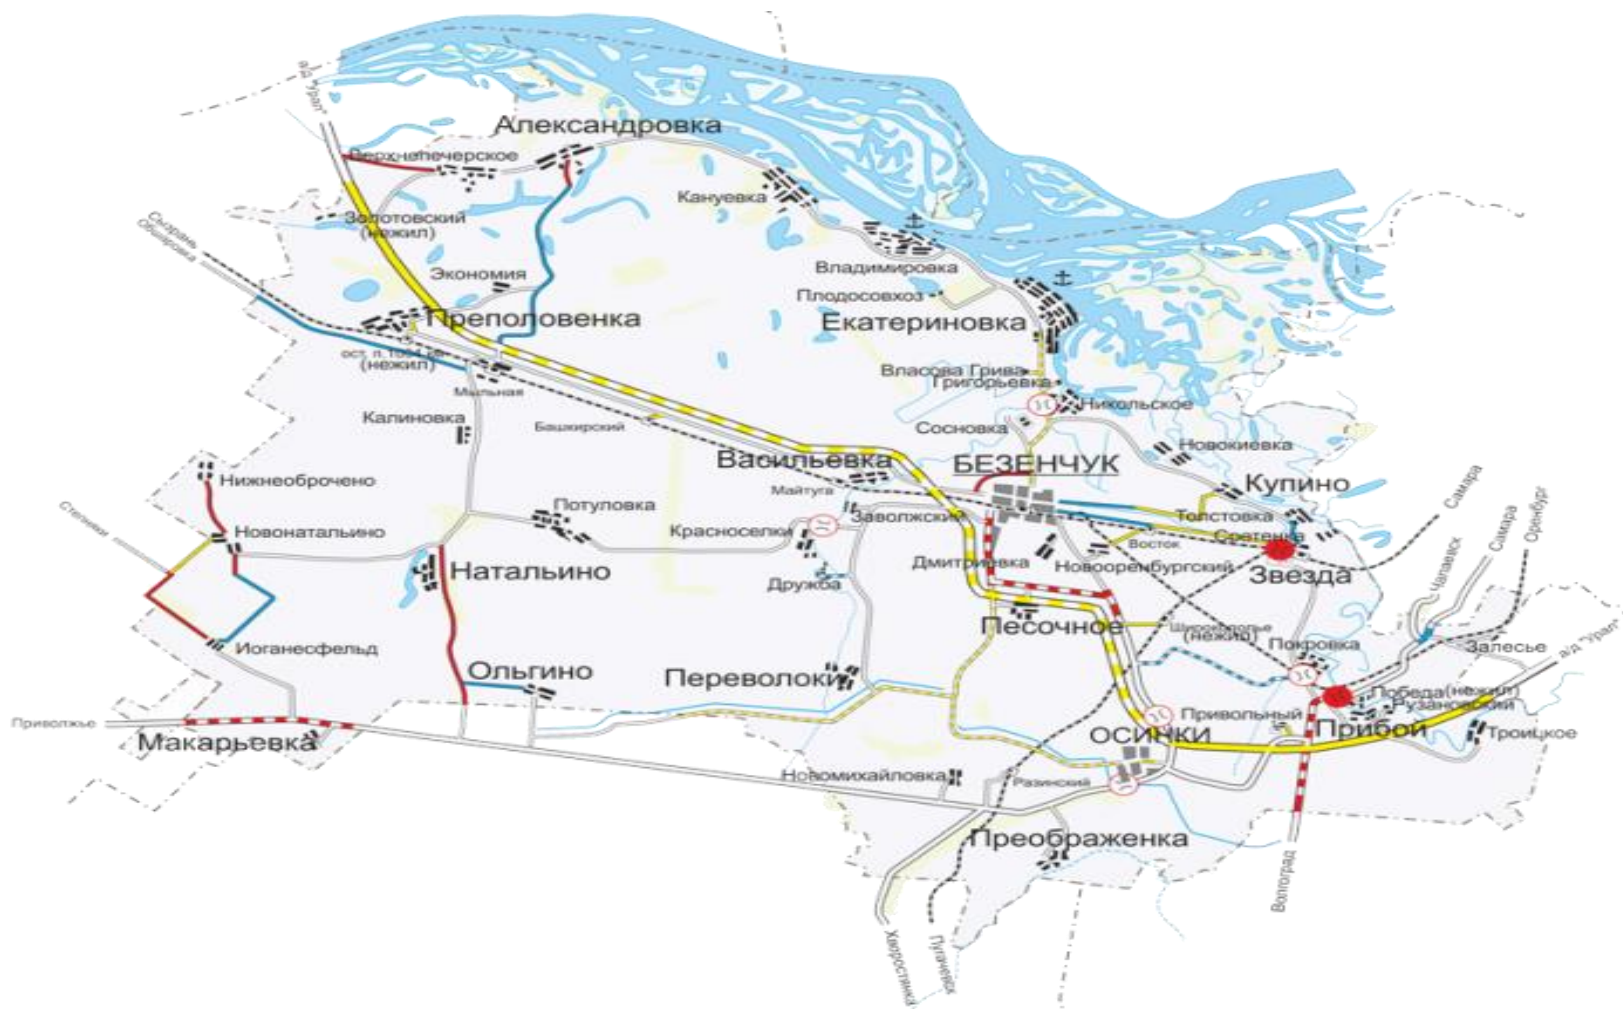 а/д "Урал"
Александровка
Верхнепечерское
Кануевка
Золотовский
(нежил)
Сызрань
Обшаровка
Экономия
Владимировка
Плодосовхоз
Преполовенка
Екатериновка
(нежил)
Мыльная
Власова Грива
Григорьевка
Никольское
Калиновка
Башкирский
Сосновка
Новокиевка
Васильевка
БЕЗЕНЧУК
Нижнеоброчено
Майтуга
Купино
Самара
Степняки
Потуловка
Заволжский
Толстовка
Самара
Оренбург
Новонатальино
Красноселки
Сретенка
Восток
Дмитриевка
Новооренбургский
Чапаевск
Натальино
Дружба
Звезда
Песочное
Широкополье
(нежил)
Покровка
Залесье
а/д "Урал"
Иоганесфельд
Ольгино
Переволоки
Победа(нежил)
Рузановский
Приволжье
Привольный
Прибой
Троицкое
Макарьевка
ОСИНКИ
Новомихайловка
Разинский
Преображенка
Волгоград
Хворостянка
Пугачевск